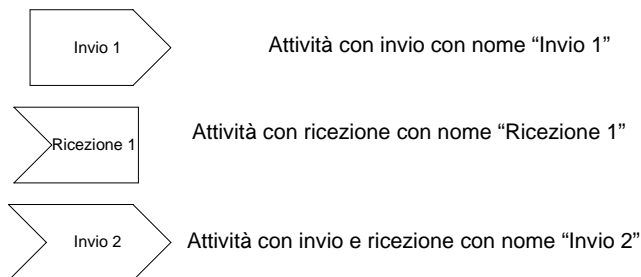 Invio 1 Attività con invio con nome “Invio 1”
Ricezione 1 Attività con ricezione con nome “Ricezione 1”
Invio 2 Attività con invio e ricezione con nome “Invio 2”